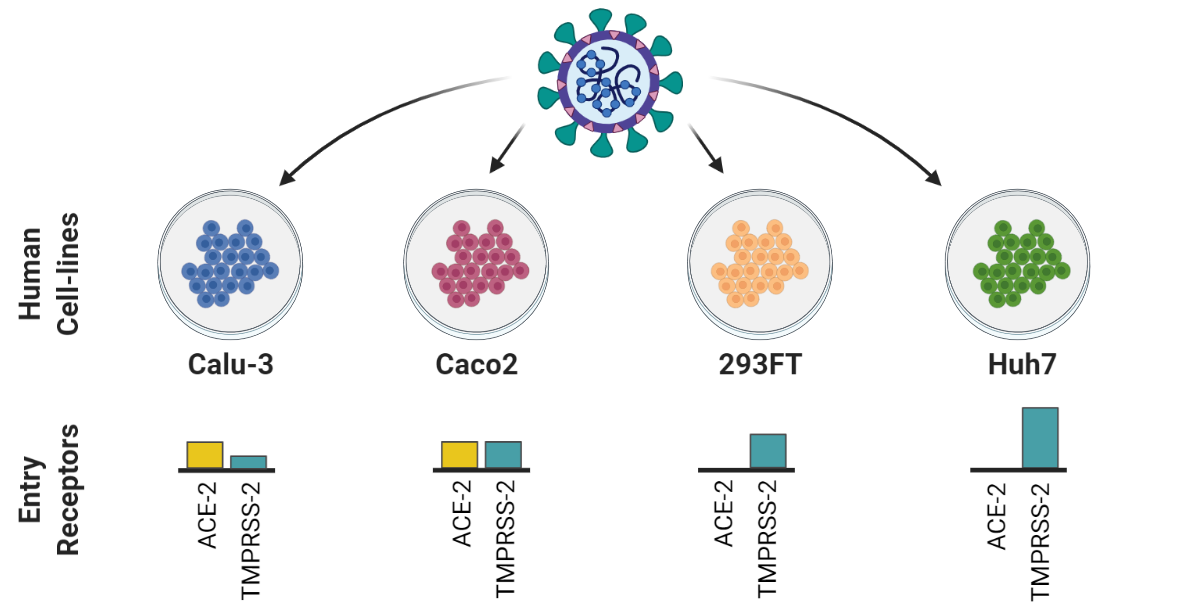 Human
Cell-lines
Calu-3
Caco2
293FT
Huh7
Entry
Receptors
ACE-2
TMPRSS-2
ACE-2
TMPRSS-2
ACE-2
TMPRSS-2
ACE-2
TMPRSS-2